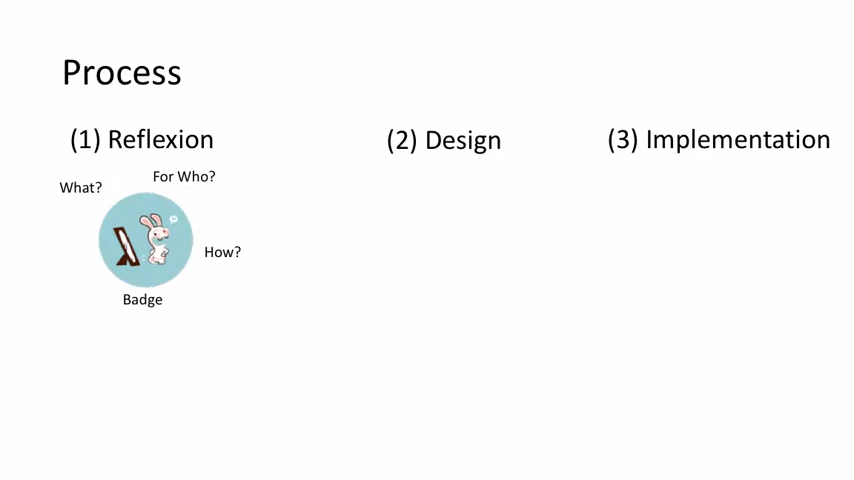 Process
(1) Reflexion
(2) Design
(3) Implementation
For Who?
What?
How?
Badge